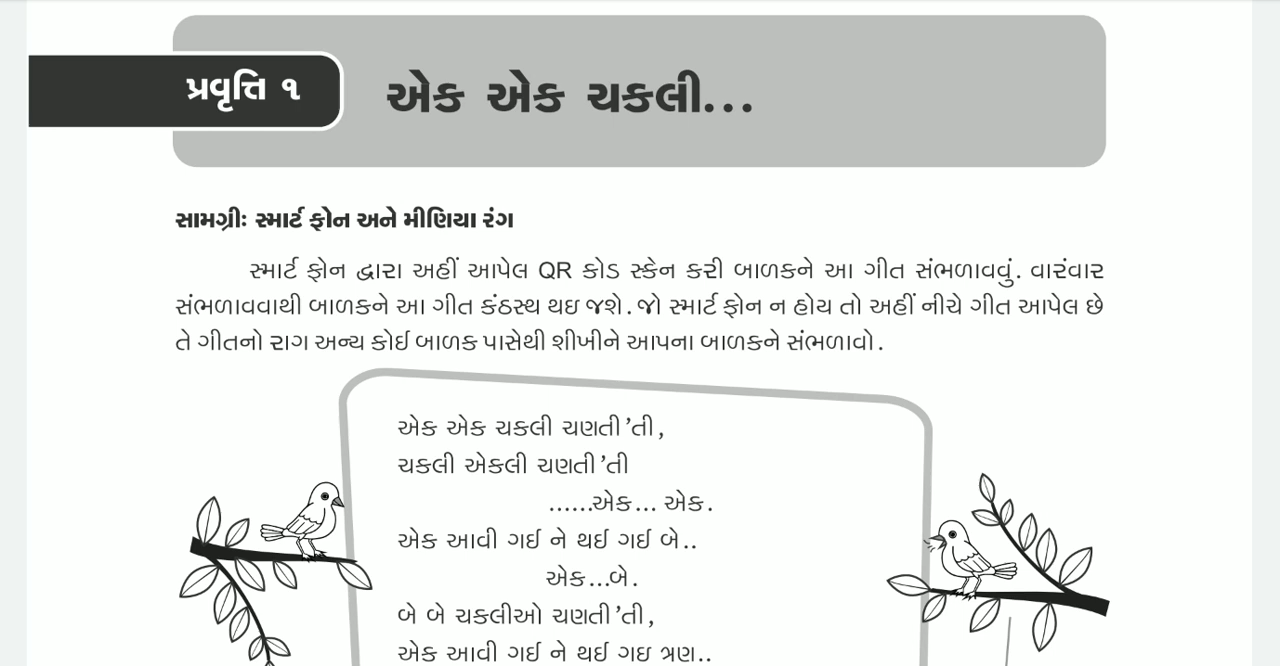 પ્રવૃત્તિ ૧
એક એક ચકલી...
સામગ્રીઃ સ્માર્ટ ફોન અને મીણિયા રંગ
સ્માર્ટ ફોન દ્વારા અહીં આપેલ QR કોડ સ્કેન કરી બાળકને આ ગીત સંભળાવવું. વારંવાર
સંભળાવવાથી બાળકને આ ગીત કંઠસ્થ થઇ જશે. જો સ્માર્ટ ફોન ન હોય તો અહીં નીચે ગીત આપેલ છે
તે ગીતનો રાગ અન્ય કોઈ બાળક પાસેથી શીખીને આપના બાળકને સંભળાવો.
એક એક ચકલી ચણતી’તી,
ચકલી એકલી ચણતી’તી
......એક... એક.
એક આવી ગઈ ને થઈ ગઈ બે..
એક...બે.
બે બે ચકલીઓ ચણતી’તી,
એક આવી ગઈ ને થઈ ગઇ ત્રણ..